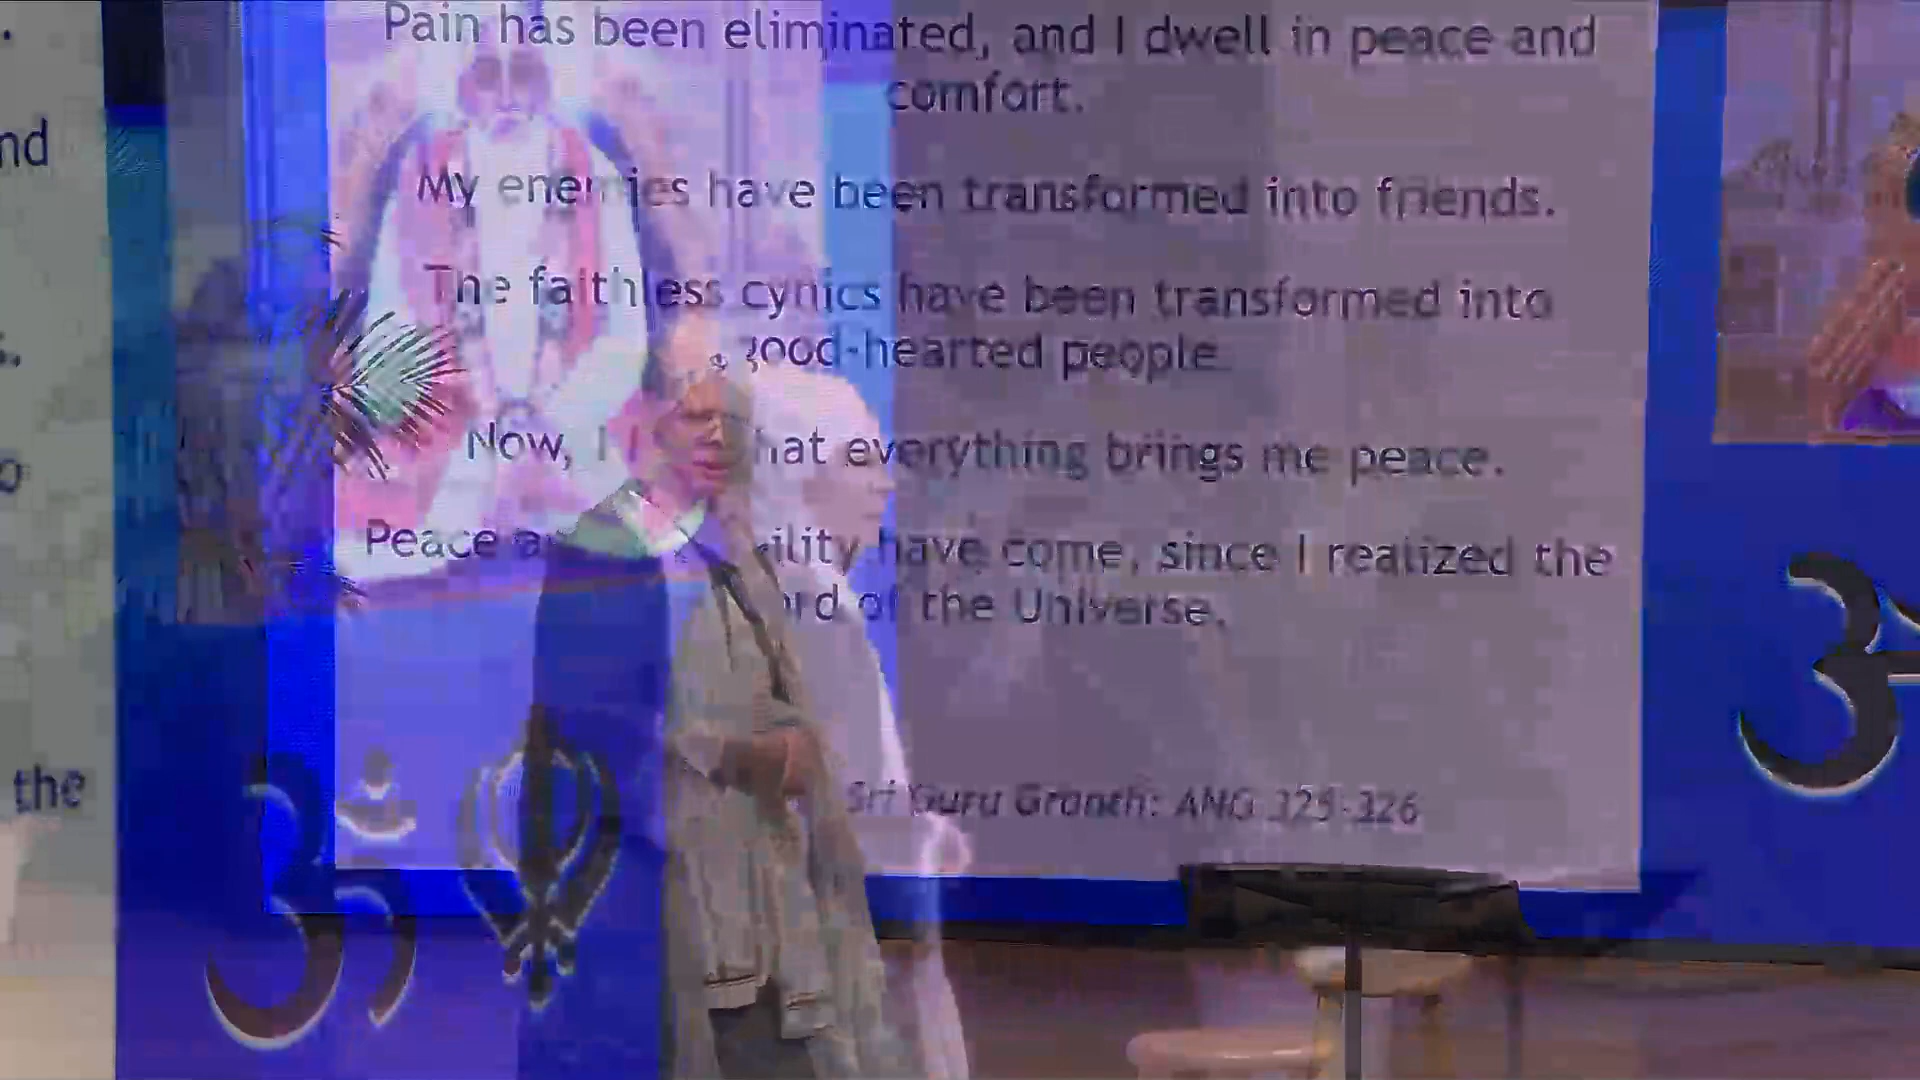 Pain has been eliminated, and I dwell in peace and
comfort.
nd
My enemies have been transformed into friends.
The faithless cynics have been transformed into
good-hearted people.
Now, I everything brings me peace.
Peace have come, since I realized the
of the Universe.
the
Sri Guru Granth: ANG 325-326